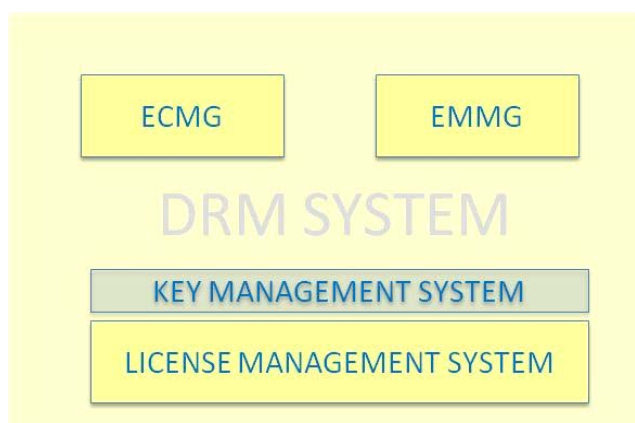 ECMG
EMMG
DRM SYSTEM
KEY MANAGEMENT SYSTEM
LICENSE MANAGEMENT SYSTEM